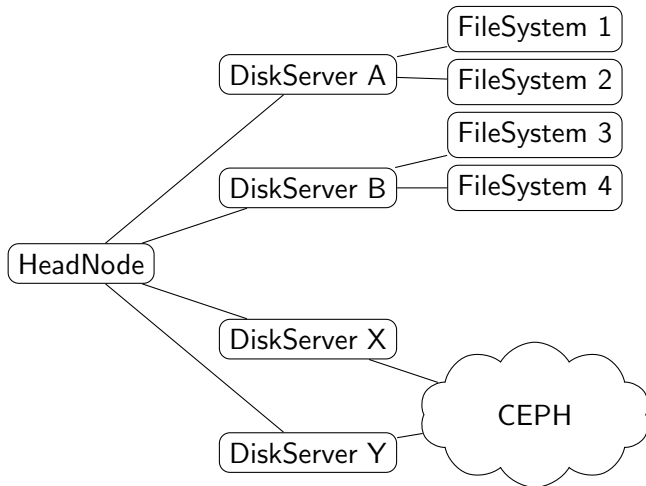 FileSystem 1
DiskServer A
FileSystem 2
FileSystem 3
DiskServer B
FileSystem 4
HeadNode
DiskServer X
CEPH
DiskServer Y